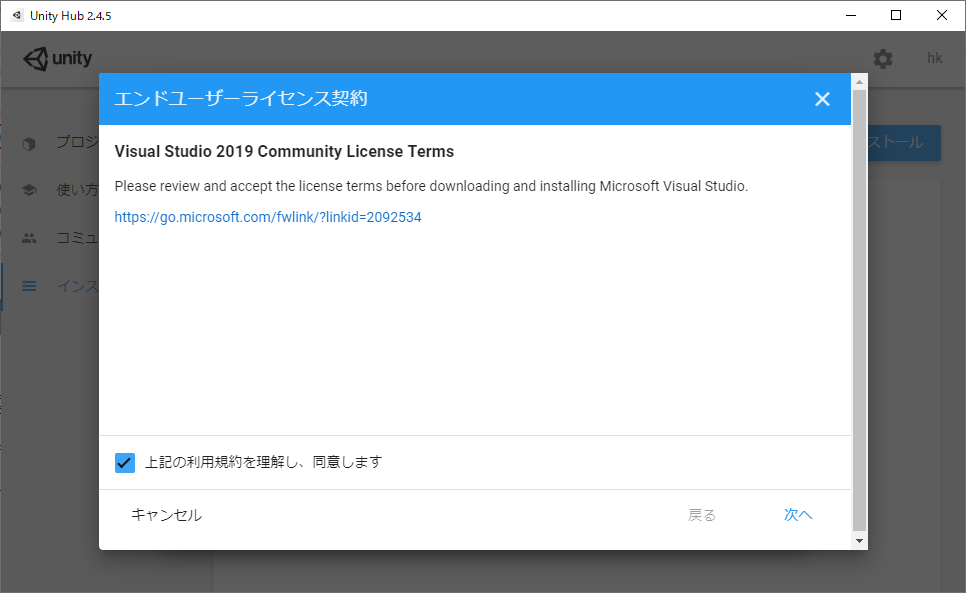 Unity Hub 2.4.5
unity
hk
エンドユーザーライセンス契約
プロジ
ストール
Visual Studio 2019 Community License Terms
使い方
Please review and accept the license terms before downloading and installing Microsoft Visual Studio.
https://go.microsoft.com/fwlink/?linkid=2092534
コミュ
インス
上記の利用規約を理解し、同意します
キャンセル
戻る
次へ